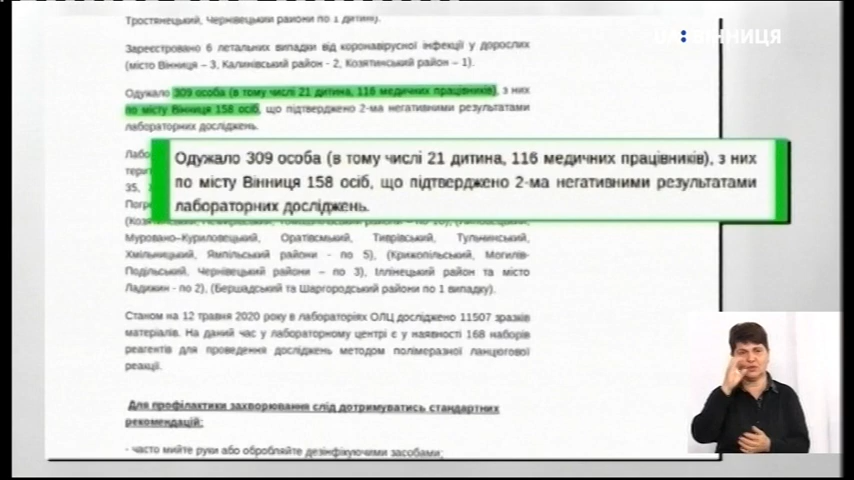 Тростянецький, Чернівецький райони по 1 дитині).
UA: ВІННИЦЯ
Зареєстровано 6 летальних випадки від коронавірусної інфекції у дорослих
(місто Вінниця – 3, Калинівський район - 2, Козятинський район – 1).
Одужало 309 особа (в тому числі 21 дитина, 116 медичних працівників), з них
по місту Вінниця 158 осіб, що підтверджено 2-ма негативними результатами
лабораторних досліджень.
Одужало 309 особа (в тому числі 21 дитина, 116 медичних працівників), з них
по місту Вінниця 158 осіб, що підтверджено 2-ма негативними результатами
лабораторних досліджень.
35,
Муровано–Куриловецький, Оратівсмький, Тиврівський, Тульчинський,
Хмільницький, Ямпільський райони - по 5), (Крижопільський, Могилів-
Подільський, Чернівецький райони – по 3), (Іллінецький район та місто
Ладижин - по 2), (Бершадський та Шаргородський райони по 1 випадку).
Станом на 12 травня 2020 року в лабораторіях ОЛЦ досліджено 11507 зразків
матеріалів. На даний час у лабораторному центрі є у наявності 168 наборів
реагентів для проведення досліджень методом полімеразної ланцюгової
реакції.
Для профілактики захворювання слід дотримуватись стандартних
рекомендацій:
- часто мийте руки або обробляйте дезінфікуючими засобами;